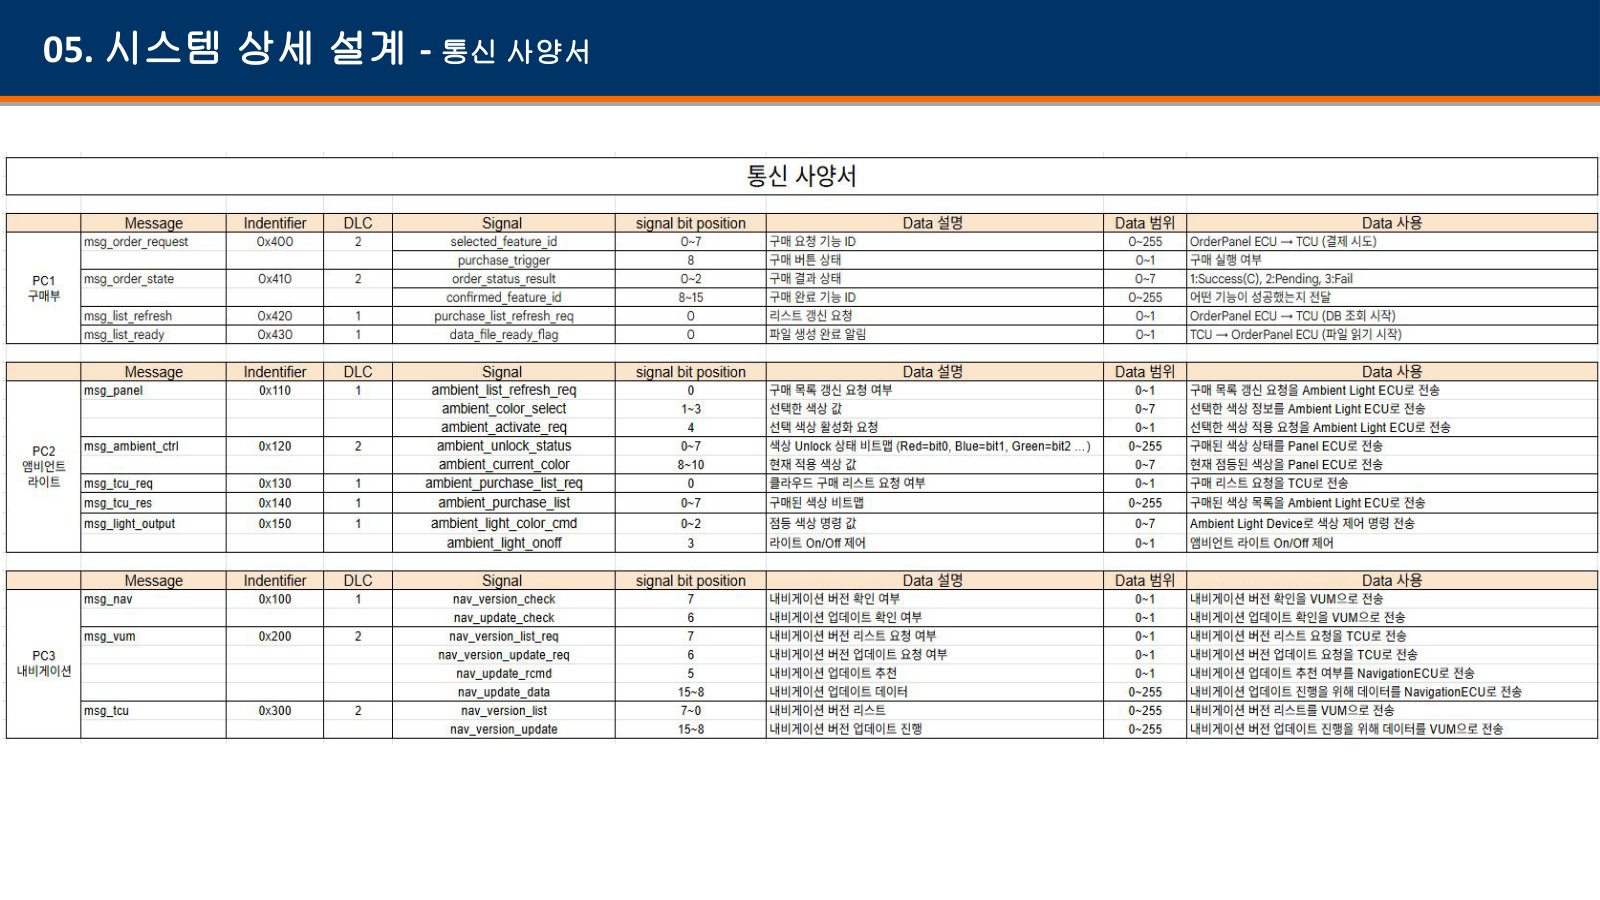 05. 시스템 상세 설계 - 통신 사양서
통신 사양서
Message Indentifier DLC Signal signal bit position Data 설명 Data 범위 Data 사용
PC1 구매부
msg_order_request 0x400 2 selected_feature_id 0~7 구매 요청 기능 ID 0~255 OrderPanel ECU → TCU (결제 시도)
purchase_trigger 8 구매 버튼 상태 0~1 구매 실행 여부
msg_order_state 0x410 2 order_status_result 0~2 구매 결과 상태 0~7 1:Success(C), 2:Pending, 3:Fail
confirmed_feature_id 8~15 구매 완료 기능 ID 0~255 어떤 기능이 성공했는지 전달
msg_list_refresh 0x420 1 purchase_list_refresh_req 0 리스트 갱신 요청 0~1 OrderPanel ECU → TCU (DB 조회 시작)
msg_list_ready 0x430 1 data_file_ready_flag 0 파일 생성 완료 알림 0~1 TCU → OrderPanel ECU (파일 읽기 시작)
Message Indentifier DLC Signal signal bit position Data 설명 Data 범위 Data 사용
PC2 앰비언트 라이트
msg_panel 0x110 1 ambient_list_refresh_req 0 구매 목록 갱신 요청 여부 0~1 구매 목록 갱신 요청을 Ambient Light ECU로 전송
ambient_color_select 1~3 선택한 색상 값 0~7 선택한 색상 정보를 Ambient Light ECU로 전송
ambient_activate_req 4 선택 색상 활성화 요청 0~1 선택한 색상 적용 요청을 Ambient Light ECU로 전송
msg_ambient_ctrl 0x120 2 ambient_unlock_status 0~7 색상 Unlock 상태 비트맵 (Red=bit0, Blue=bit1, Green=bit2 ...) 0~255 구매된 색상 상태를 Panel ECU로 전송
ambient_current_color 8~10 현재 적용 색상 값 0~7 현재 점등된 색상을 Panel ECU로 전송
msg_tcu_req 0x130 1 ambient_purchase_list_req 0 클라우드 구매 리스트 요청 여부 0~1 구매 리스트 요청을 TCU로 전송
msg_tcu_res 0x140 1 ambient_purchase_list 0~7 구매된 색상 비트맵 0~255 구매된 색상 목록을 Ambient Light ECU로 전송
msg_light_output 0x150 1 ambient_light_color_cmd 0~2 점등 색상 명령 값 0~7 Ambient Light Device로 색상 제어 명령 전송
ambient_light_onoff 3 라이트 On/Off 제어 0~1 앰비언트 라이트 On/Off 제어
Message Indentifier DLC Signal signal bit position Data 설명 Data 범위 Data 사용
PC3 내비게이션
msg_nav 0x100 1 nav_version_check 7 내비게이션 버전 확인 여부 0~1 내비게이션 버전 확인을 VUM으로 전송
nav_update_check 6 내비게이션 업데이트 확인 여부 0~1 내비게이션 업데이트 확인을 VUM으로 전송
msg_vum 0x200 2 nav_version_list_req 7 내비게이션 버전 리스트 요청 여부 0~1 내비게이션 버전 리스트 요청을 TCU로 전송
nav_version_update_req 6 내비게이션 버전 업데이트 요청 여부 0~1 내비게이션 버전 업데이트 요청을 TCU로 전송
nav_update_rcmd 5 내비게이션 업데이트 추천 0~1 내비게이션 업데이트 추천 여부를 NavigationECU로 전송
nav_update_data 15~8 내비게이션 업데이트 데이터 0~255 내비게이션 업데이트 진행을 위해 데이터를 NavigationECU로 전송
msg_tcu 0x300 2 nav_version_list 7~0 내비게이션 버전 리스트 0~255 내비게이션 버전 리스트를 VUM으로 전송
nav_version_update 15~8 내비게이션 버전 업데이트 진행 0~255 내비게이션 버전 업데이트 진행을 위해 데이터를 VUM으로 전송